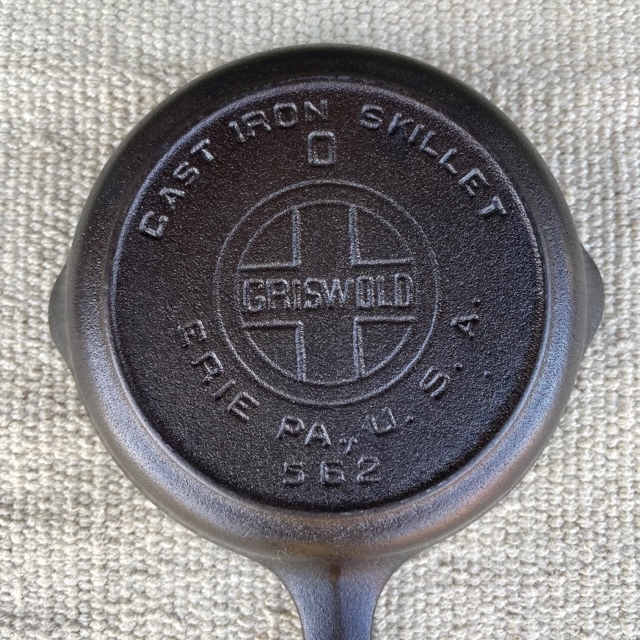 CAST IRON SKILLET
0
GRISWOLD
ERIE PA., U. S. A.
562